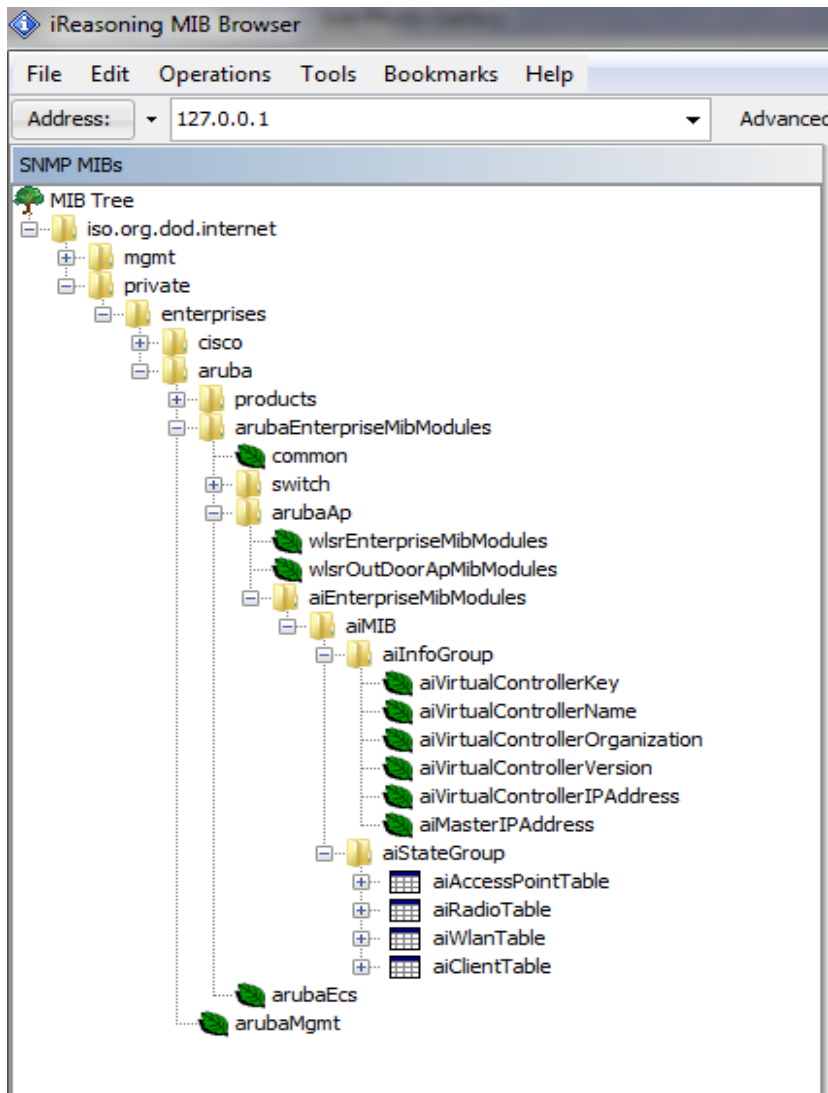 iReasoning MIB Browser
File Edit Operations Tools Bookmarks Help
Address: 127.0.0.1 Advanced
SNMP MIBs
MIB Tree
iso.org.dod.internet
mgmt
private
enterprises
cisco
aruba
products
arubaEnterpriseMibModules
common
switch
arubaAp
wlsrEnterpriseMibModules
wlsrOutDoorApMibModules
aiEnterpriseMibModules
aiMIB
aiInfoGroup
aiVirtualControllerKey
aiVirtualControllerName
aiVirtualControllerOrganization
aiVirtualControllerVersion
aiVirtualControllerIPAddress
aiMasterIPAddress
aiStateGroup
aiAccessPointTable
aiRadioTable
aiWlanTable
aiClientTable
arubaEcs
arubaMgmt